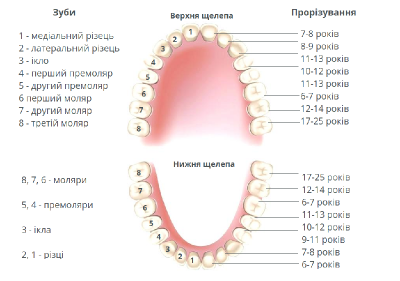 Зуби
Верхня щелепа
Прорізування
1 - медіальний різець
2 - латеральний різець
3 - ікло
4 - перший премоляр
5 - другий премоляр
6 перший моляр
7 - другий моляр
8 - третій моляр
1
2
3
4
5
6
7
8
7-8 років
8-9 років
11-13 років
10-12 років
11-13 років
6-7 років
12-14 років
17-25 років
Нижня щелепа
8, 7, 6 - моляри
5, 4 - премоляри
3 - ікла
2, 1 - різці
8
7
6
5
4
3
2
1
17-25 років
12-14 років
6-7 років
11-13 років
10-12 років
9-11 років
7-8 років
6-7 років